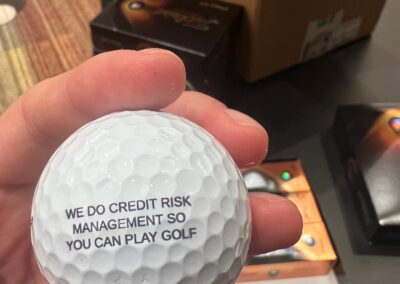 WE DO CREDIT RISK
MANAGEMENT SO
YOU CAN PLAY GOLF